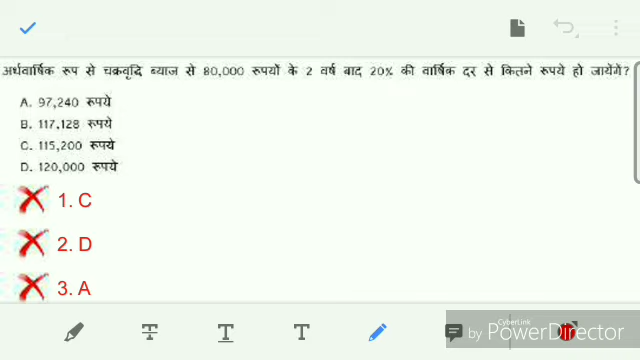 अर्धवार्षिक रूप से चक्रवृद्धि ब्याज से 80,000 रूपयों के 2 वर्ष बाद 20% की वार्षिक दर से कितने रूपये हो जायेगें?
A. 97,240 रूपये
B. 117,128 रूपये
C. 115,200 रूपये
D. 120,000 रूपये
1. C
2. D
3. A
T T T
CyberLink
by PowerDirector